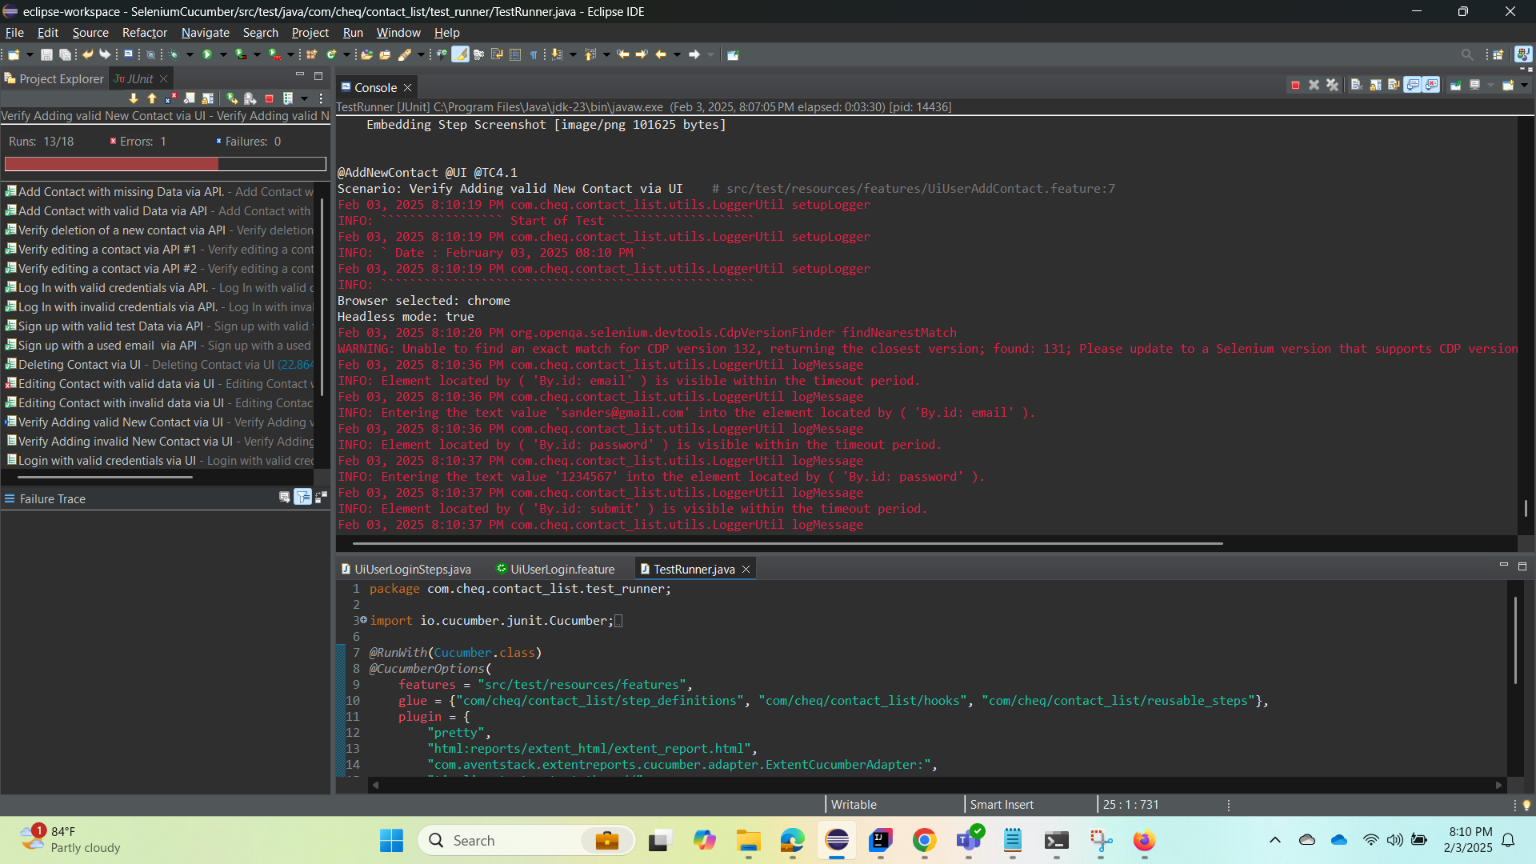 eclipse-workspace - SeleniumCucumber/src/test/java/com/cheq/contact_list/test_runner/TestRunner.java - Eclipse IDE
File Edit Source Refactor Navigate Search Project Run Window Help
Project Explorer JUnit
Verify Adding valid New Contact via UI - Verify Adding valid N
Runs: 13/18 Errors: 1 Failures: 0
Add Contact with missing Data via API. - Add Contact w
Add Contact with valid Data via API - Add Contact with
Verify deletion of a new contact via API - Verify deletion
Verify editing a contact via API #1 - Verify editing a cont
Verify editing a contact via API #2 - Verify editing a cont
Log In with valid credentials via API. - Log In with valid c
Log In with invalid credentials via API. - Log In with inva
Sign up with valid test Data via API - Sign up with valid
Sign up with a used email via API - Sign up with a used
Deleting Contact via UI - Deleting Contact via UI (22.864
Editing Contact with valid data via UI - Editing Contact
Editing Contact with invalid data via UI - Editing Contac
Verify Adding valid New Contact via UI - Verify Adding v
Verify Adding invalid New Contact via UI - Verify Adding
Login with valid credentials via UI - Login with valid cred
Failure Trace
Console
TestRunner [JUnit] C:\Program Files\Java\jdk-23\bin\javaw.exe (Feb 3, 2025, 8:07:05 PM elapsed: 0:03:30) [pid: 14436]
Embedding Step Screenshot [image/png 101625 bytes]
@AddNewContact @UI @TC4.1
Scenario: Verify Adding valid New Contact via UI # src/test/resources/features/UiUserAddContact.feature:7
Feb 03, 2025 8:10:19 PM com.cheq.contact_list.utils.LoggerUtil setupLogger
INFO: ````````````````` Start of Test ````````````````````
Feb 03, 2025 8:10:19 PM com.cheq.contact_list.utils.LoggerUtil setupLogger
INFO: ` Date : February 03, 2025 08:10 PM `
Feb 03, 2025 8:10:19 PM com.cheq.contact_list.utils.LoggerUtil setupLogger
INFO: ````````````````````````````````````````````````````
Browser selected: chrome
Headless mode: true
Feb 03, 2025 8:10:20 PM org.openqa.selenium.devtools.CdpVersionFinder findNearestMatch
WARNING: Unable to find an exact match for CDP version 132, returning the closest version; found: 131; Please update to a Selenium version that supports CDP version
Feb 03, 2025 8:10:36 PM com.cheq.contact_list.utils.LoggerUtil logMessage
INFO: Element located by ( 'By.id: email' ) is visible within the timeout period.
Feb 03, 2025 8:10:36 PM com.cheq.contact_list.utils.LoggerUtil logMessage
INFO: Entering the text value 'sanders@gmail.com' into the element located by ( 'By.id: email' ).
Feb 03, 2025 8:10:36 PM com.cheq.contact_list.utils.LoggerUtil logMessage
INFO: Element located by ( 'By.id: password' ) is visible within the timeout period.
Feb 03, 2025 8:10:37 PM com.cheq.contact_list.utils.LoggerUtil logMessage
INFO: Entering the text value '1234567' into the element located by ( 'By.id: password' ).
Feb 03, 2025 8:10:37 PM com.cheq.contact_list.utils.LoggerUtil logMessage
INFO: Element located by ( 'By.id: submit' ) is visible within the timeout period.
Feb 03, 2025 8:10:37 PM com.cheq.contact_list.utils.LoggerUtil logMessage
UiUserLoginSteps.java UiUserLogin.feature TestRunner.java
1 package com.cheq.contact_list.test_runner;
2
3 import io.cucumber.junit.Cucumber;
6
7 @RunWith(Cucumber.class)
8 @CucumberOptions(
9 features = "src/test/resources/features",
10 glue = {"com/cheq/contact_list/step_definitions", "com/cheq/contact_list/hooks", "com/cheq/contact_list/reusable_steps"},
11 plugin = {
12 "pretty",
13 "html:reports/extent_html/extent_report.html",
14 "com.aventstack.extentreports.cucumber.adapter.ExtentCucumberAdapter:",
Writable Smart Insert 25 : 1 : 731
1
84°F
Partly cloudy
Search
8:10 PM
2/3/2025